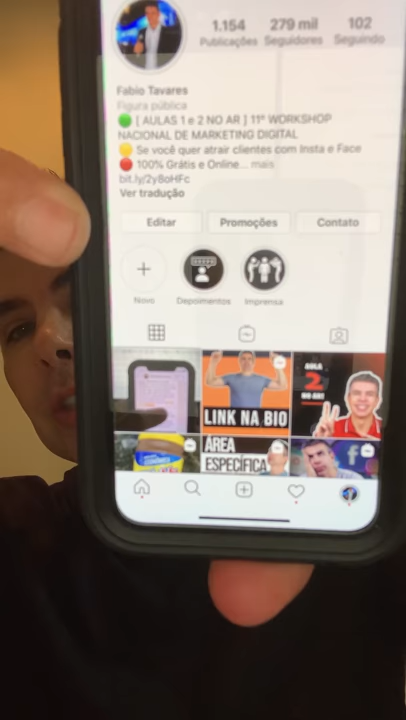 1.154 279 mil 102
Publicações Seguidores Seguindo
Fabio Tavares
Figura pública
🟢 [ AULAS 1 e 2 NO AR ] 11º WORKSHOP
NACIONAL DE MARKETING DIGITAL
🟡 Se você quer atrair clientes com Insta e Face
🔴 100% Grátis e Online... mais
bit.ly/2y8oHFc
Ver tradução
Editar Promoções Contato
Novo Depoimentos Imprensa
LINK NA BIO
AULA
2
NO AR!
ÁREA
ESPECÍFICA